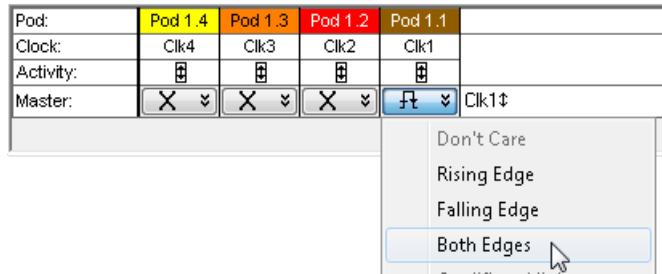 Pod: Pod 1.4 Pod 1.3 Pod 1.2 Pod 1.1
Clock: Clk4 Clk3 Clk2 Clk1
Activity:
Master: X X X Clk1↕
Don't Care
Rising Edge
Falling Edge
Both Edges